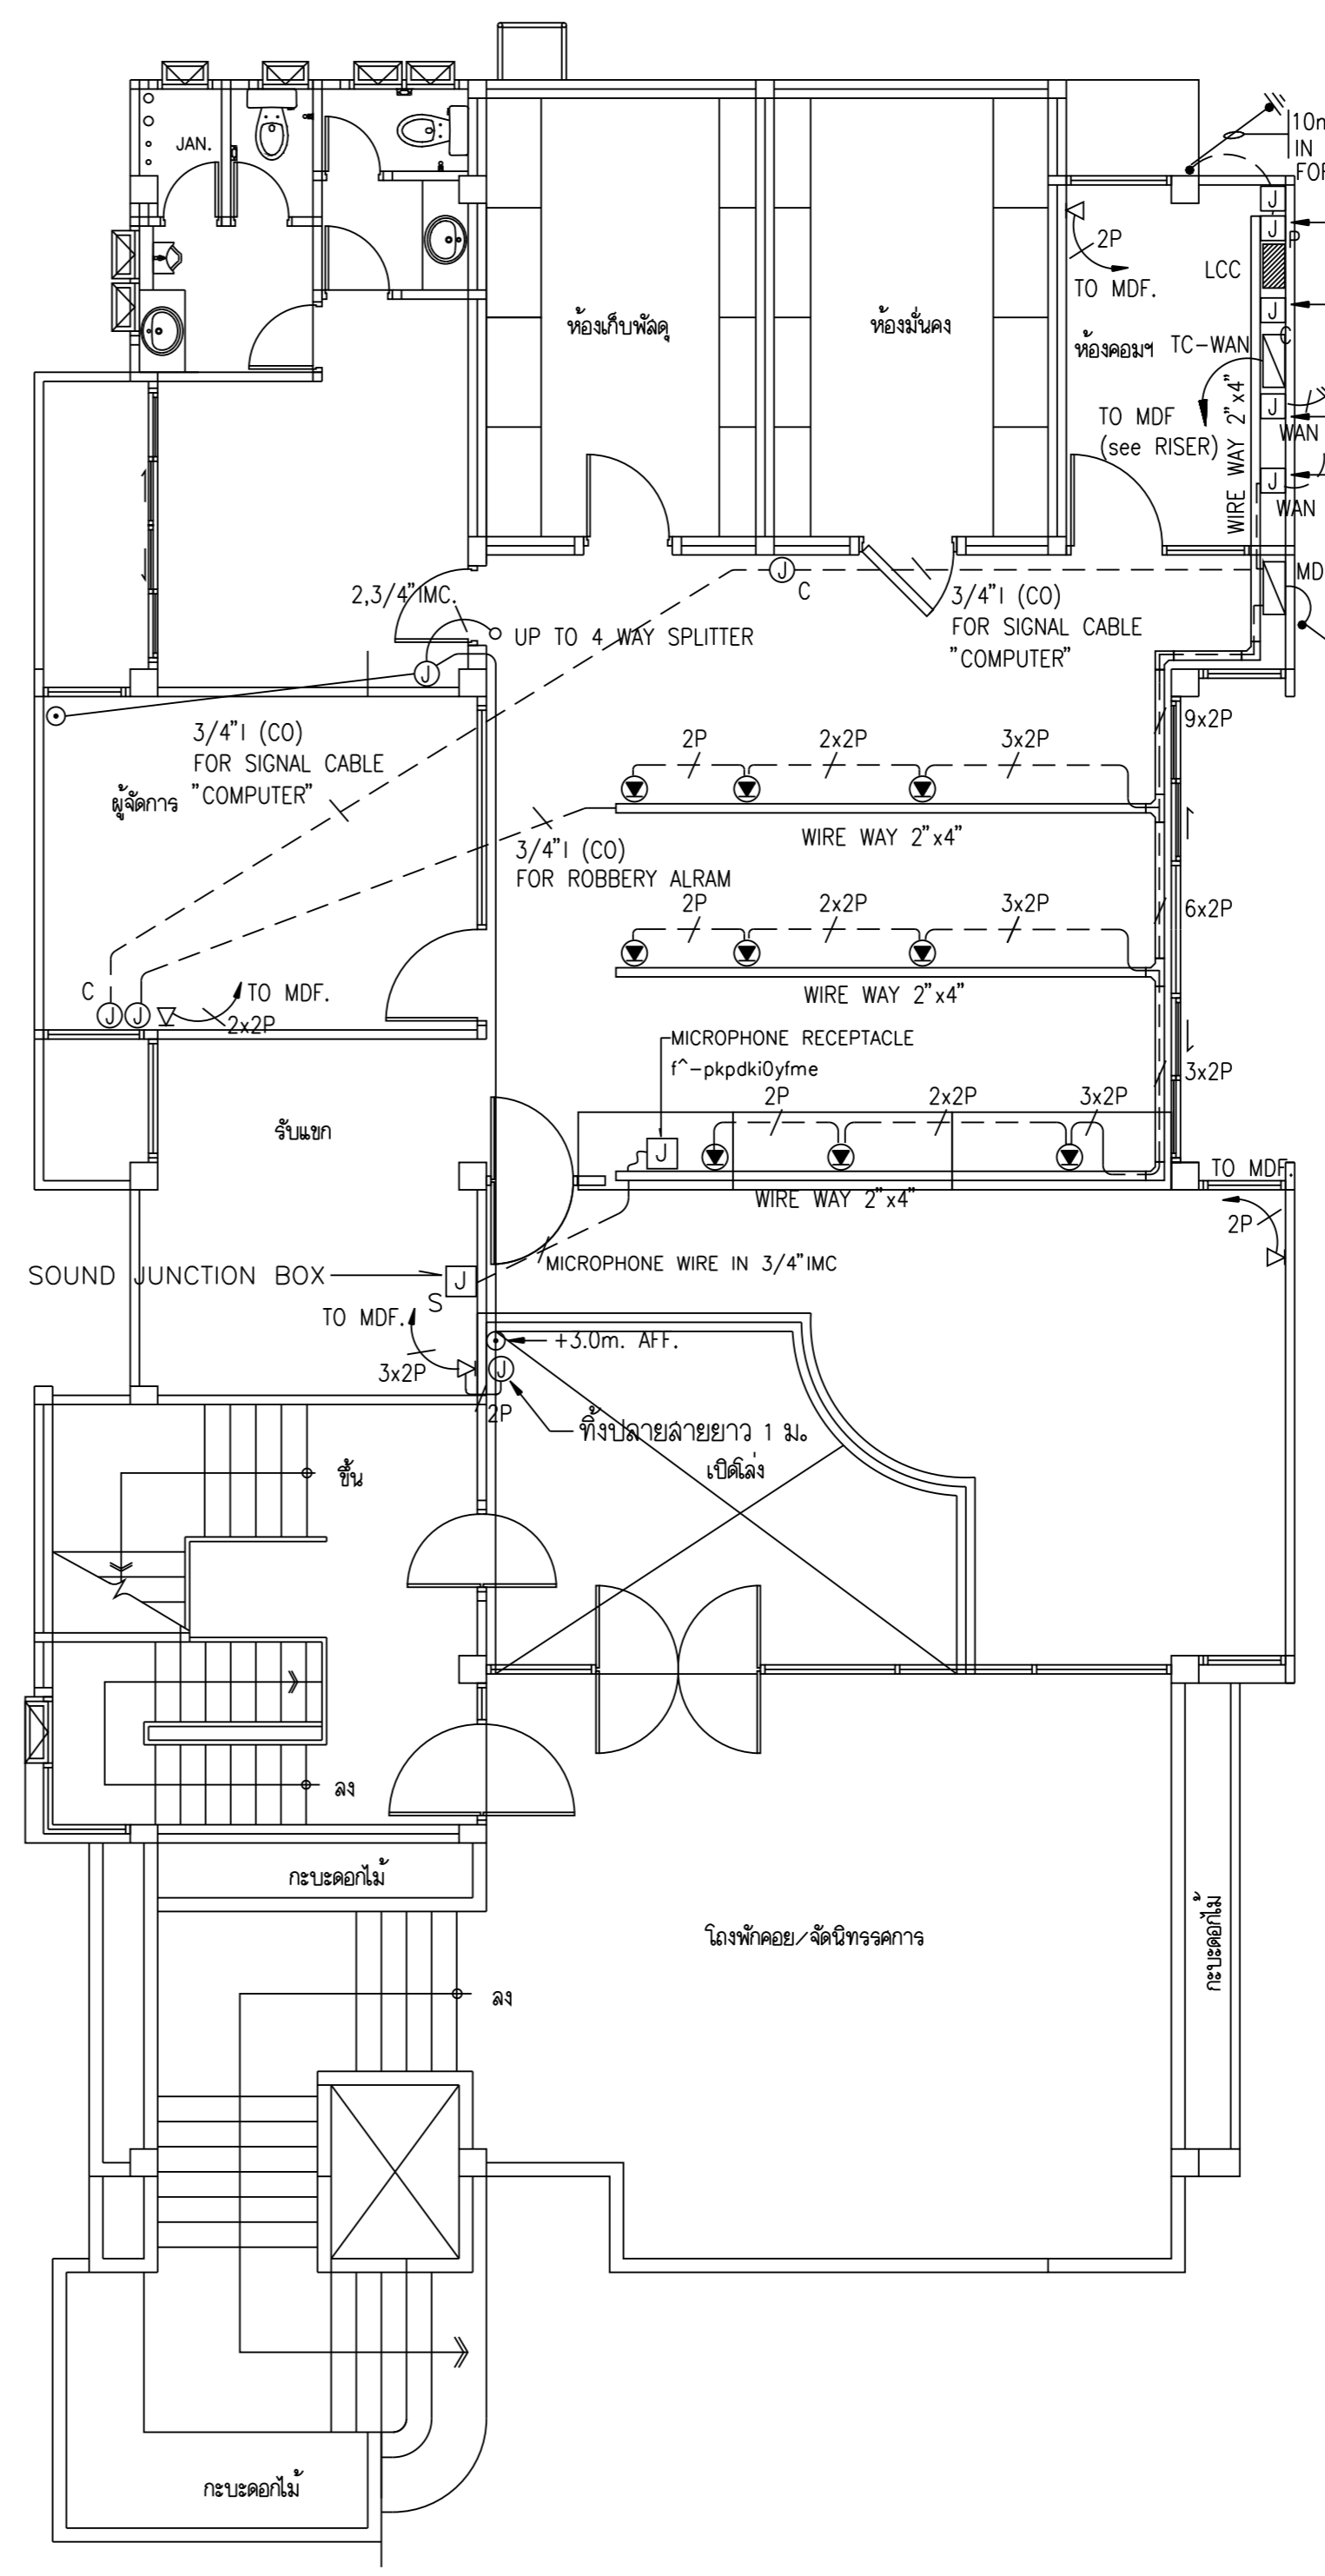 JAN.
10m
IN
FOR
J
J
P
2P
TO MDF.
LCC
ห้องเก็บพัสดุ
ห้องมั่นคง
ห้องคอมฯ
TC-WAN
J
C
TO MDF
(see RISER)
WIRE WAY 2"x4"
J
WAN
J
WAN
MD
J
C
2,3/4"IMC.
UP TO 4 WAY SPLITTER
J
3/4"I (CO)
FOR SIGNAL CABLE
"COMPUTER"
3/4"I (CO)
FOR SIGNAL CABLE
"COMPUTER"
ผู้จัดการ
9x2P
2P
2x2P
3x2P
WIRE WAY 2"x4"
3/4"I (CO)
FOR ROBBERY ALRAM
2P
2x2P
3x2P
6x2P
WIRE WAY 2"x4"
C
J
J
TO MDF.
2x2P
MICROPHONE RECEPTACLE
f^-pkpdki0yfme
3x2P
2P
2x2P
3x2P
J
รับแขก
WIRE WAY 2"x4"
TO MDF.
2P
MICROPHONE WIRE IN 3/4"IMC
SOUND JUNCTION BOX
J
S
TO MDF.
3x2P
+3.0m. AFF.
J
2P
ทิ้งปลายสายยาว 1 ม.
เปิดโล่ง
ขึ้น
ลง
กะบะดอกไม้
โถงพักคอย/จัดนิทรรศการ
กะบะดอกไม้
ลง
กะบะดอกไม้